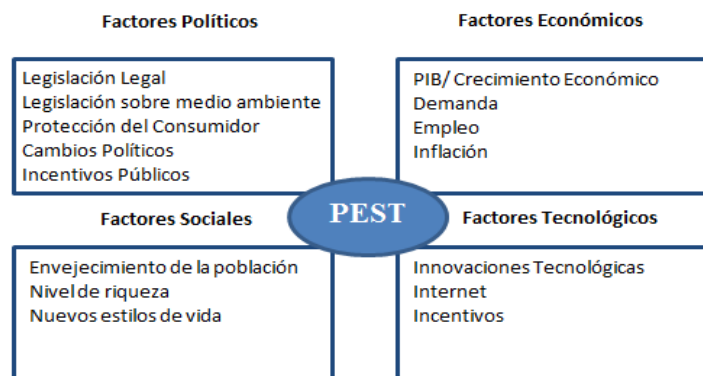 Factores Políticos
Legislación Legal
Legislación sobre medio ambiente
Protección del Consumidor
Cambios Políticos
Incentivos Públicos
Factores Económicos
PIB/ Crecimiento Económico
Demanda
Empleo
Inflación
PEST
Factores Sociales
Envejecimiento de la población
Nivel de riqueza
Nuevos estilos de vida
Factores Tecnológicos
Innovaciones Tecnológicas
Internet
Incentivos